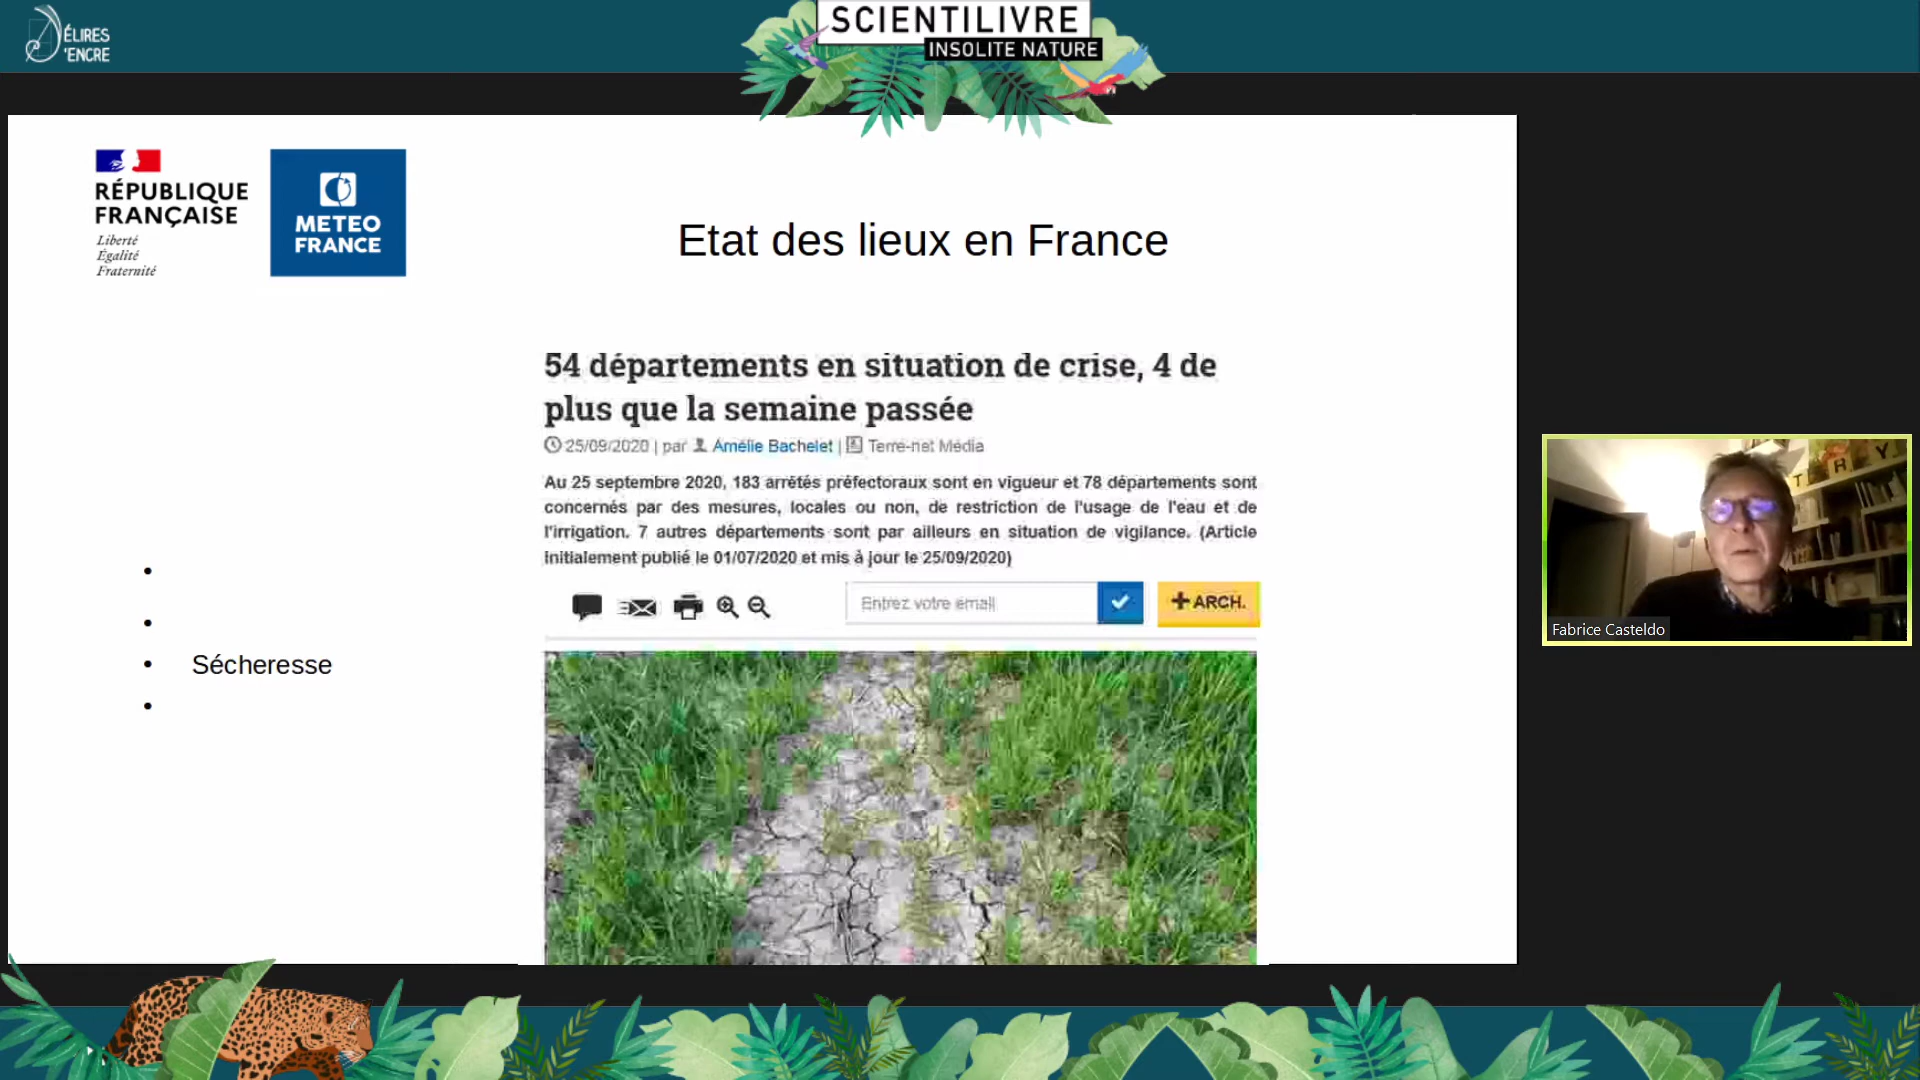 ÉLIRES
'ENCRE
SCIENTILIVRE
INSOLITE NATURE
RÉPUBLIQUE
FRANÇAISE
Liberté
Égalité
Fraternité
METEO
FRANCE
Etat des lieux en France
54 départements en situation de crise, 4 de
plus que la semaine passée
25/09/2020 | par Amélie Bachelet | Terre-net Média
Au 25 septembre 2020, 183 arrêtés préfectoraux sont en vigueur et 78 départements sont
concernés par des mesures, locales ou non, de restriction de l'usage de l'eau et de
l'irrigation. 7 autres départements sont par ailleurs en situation de vigilance. (Article
initialement publié le 01/07/2020 et mis à jour le 25/09/2020)
Entrez votre email
+ARCH.
• 
• 
• Sécheresse
• 
T R Y
Fabrice Casteldo